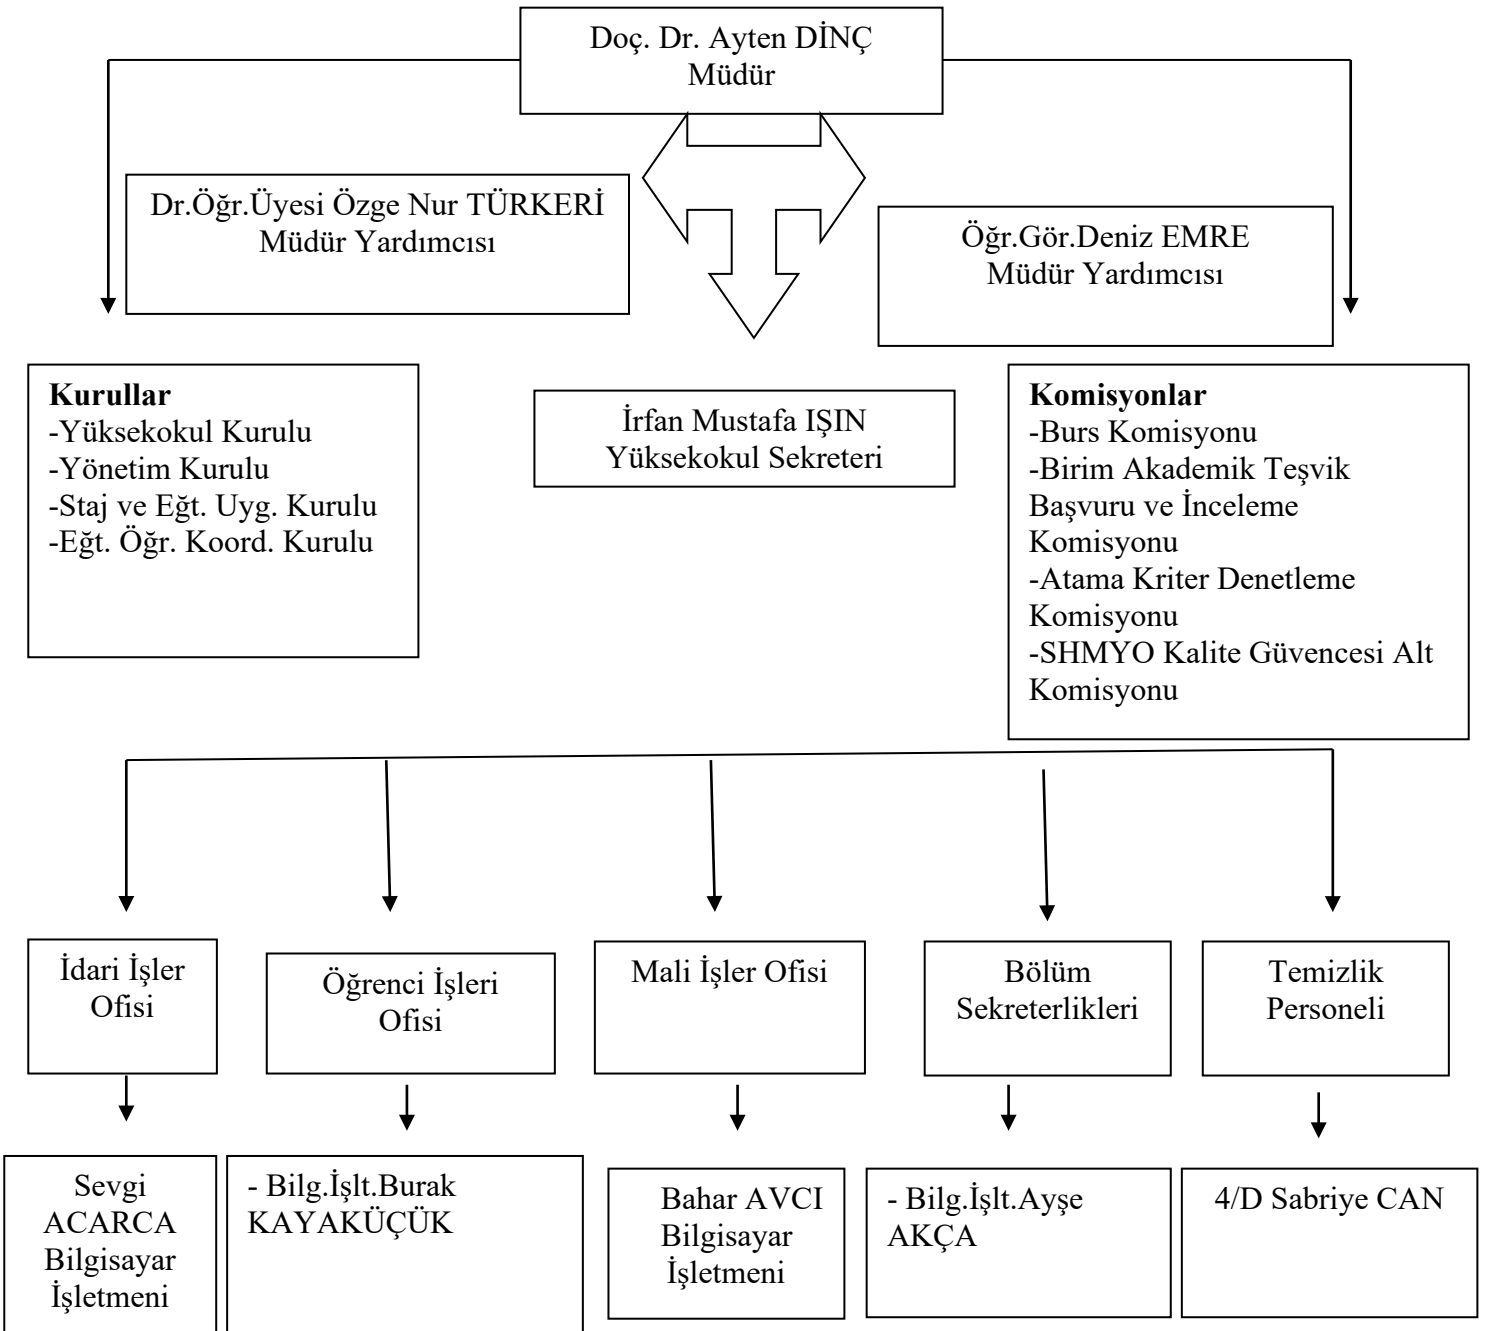 Doç. Dr. Ayten DİNÇ
Müdür
Dr.Öğr.Üyesi Özge Nur TÜRKERİ
Müdür Yardımcısı
Öğr.Gör.Deniz EMRE
Müdür Yardımcısı
Kurullar
-Yüksekokul Kurulu
-Yönetim Kurulu
-Staj ve Eğt. Uyg. Kurulu
-Eğt. Öğr. Koord. Kurulu
İrfan Mustafa IŞIN
Yüksekokul Sekreteri
Komisyonlar
-Burs Komisyonu
-Birim Akademik Teşvik
Başvuru ve İnceleme
Komisyonu
-Atama Kriter Denetleme
Komisyonu
-SHMYO Kalite Güvencesi Alt
Komisyonu
İdari İşler
Ofisi
Öğrenci İşleri
Ofisi
Mali İşler Ofisi
Bölüm
Sekreterlikleri
Temizlik
Personeli
Sevgi
ACARCA
Bilgisayar
İşletmeni
- Bilg.İşlt.Burak
KAYAKÜÇÜK
Bahar AVCI
Bilgisayar
İşletmeni
- Bilg.İşlt.Ayşe
AKÇA
4/D Sabriye CAN